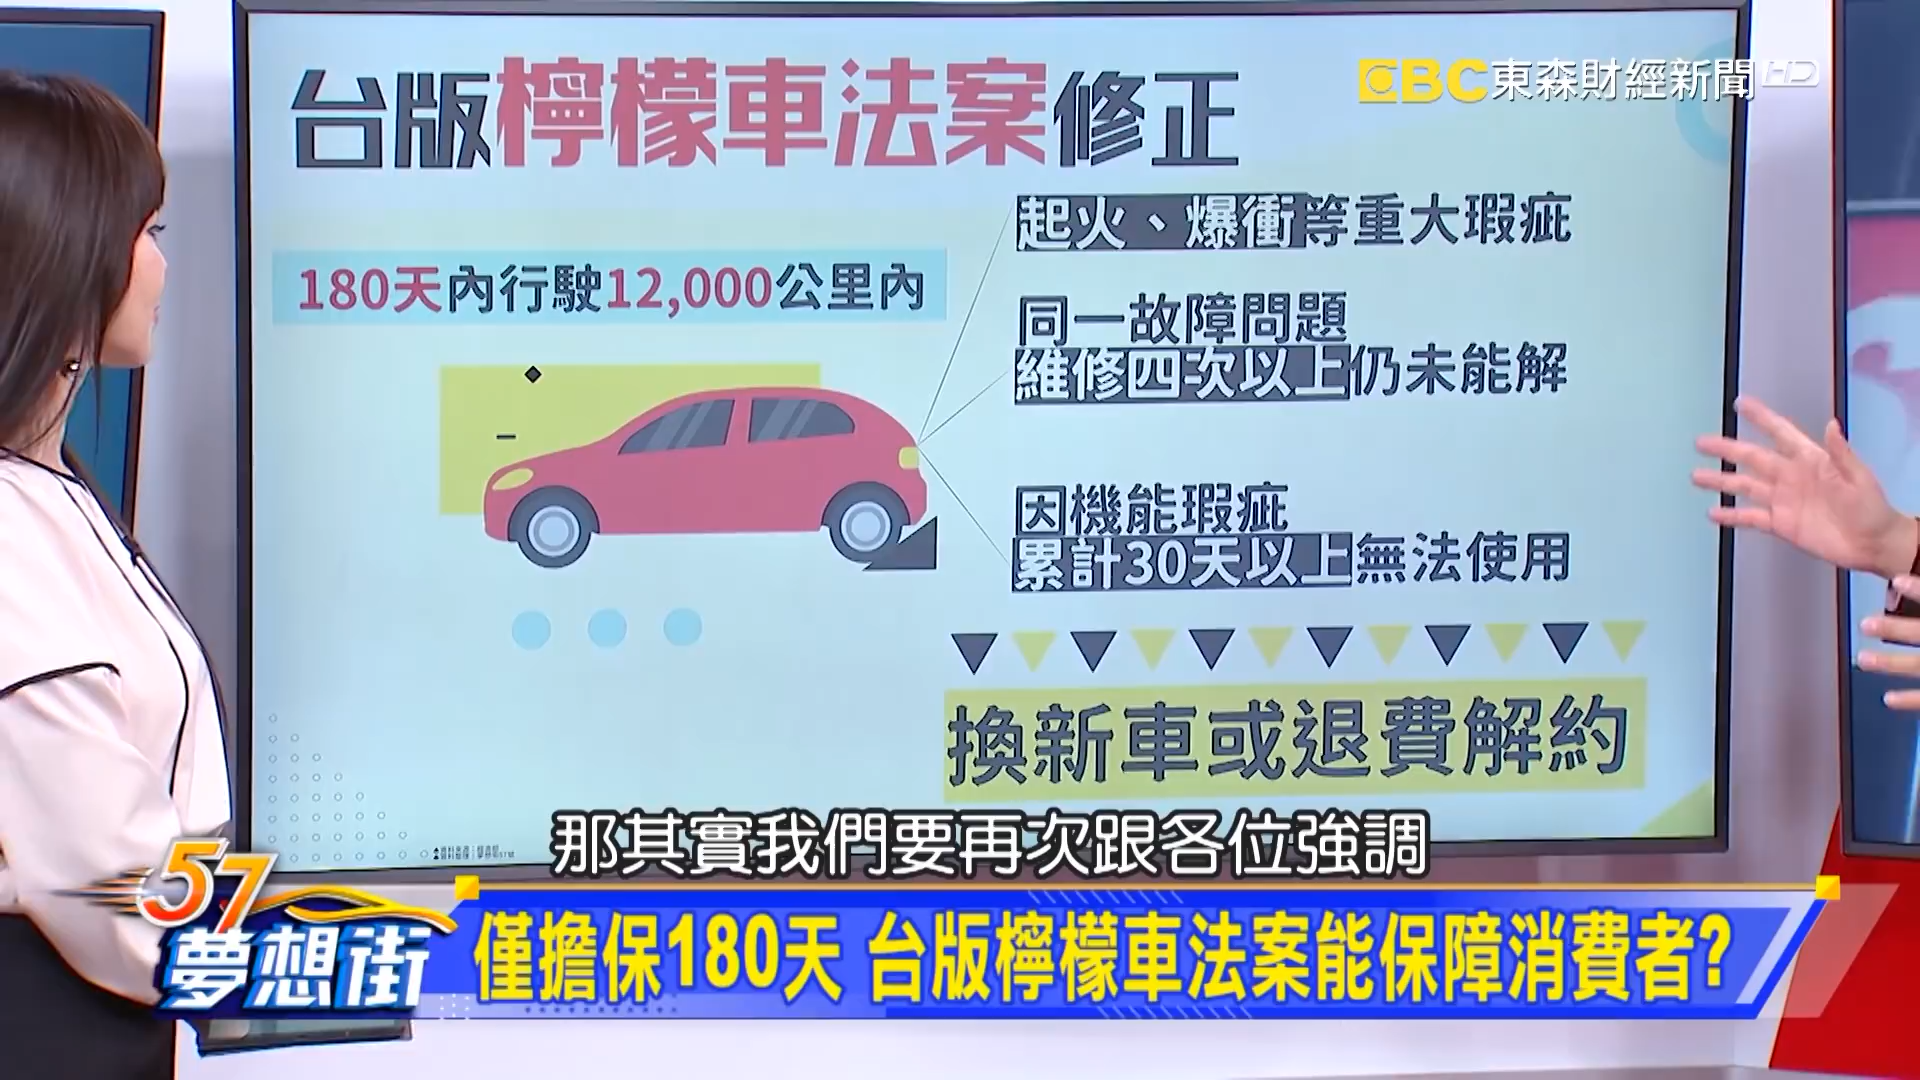 台版檸檬車法案修正
EBC東森財經新聞HD
180天內行駛12,000公里內
起火、爆衝等重大瑕疵
同一故障問題
維修四次以上仍未能解
因機能瑕疵
累計30天以上無法使用
換新車或退費解約
那其實我們要再次跟各位強調
57
夢想街
僅擔保180天 台版檸檬車法案能保障消費者?